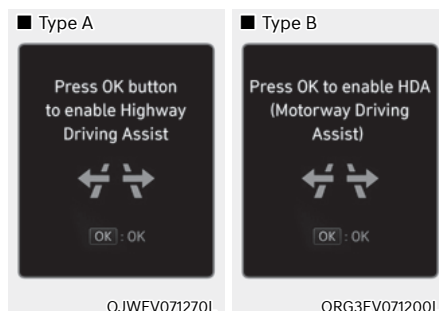 ■ Type A
Press OK button
to enable Highway
Driving Assist
OK : OK
OJWEV071270L
■ Type B
Press OK to enable HDA
(Motorway Driving
Assist)
OK : OK
ORG3EV071200L